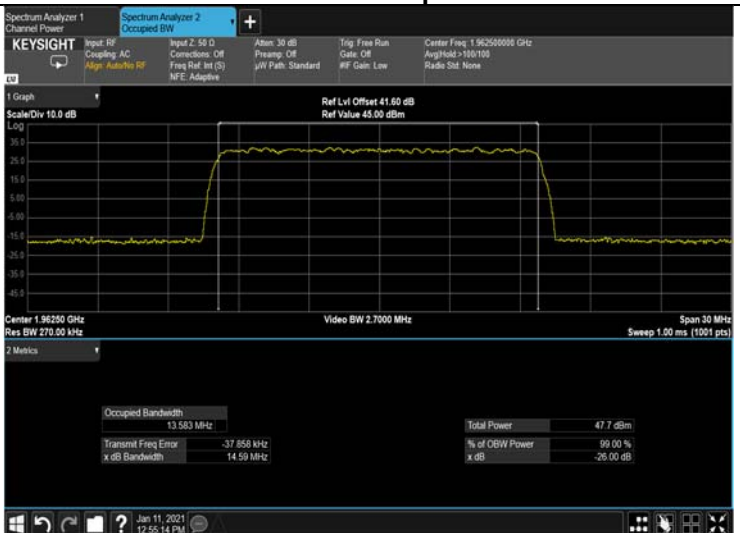 Spectrum Analyzer 1
Channel Power
Spectrum Analyzer 2
Occupied BW
KEYSIGHT
Input: RF
Coupling: AC
Align: Auto/No RF
Input Z: 50 Ω
Corrections: Off
Freq Ref: Int (S)
NFE: Adaptive
Atten: 30 dB
Preamp: Off
µW Path: Standard
Trig: Free Run
Gate: Off
#IF Gain: Low
Center Freq: 1.962500000 GHz
Avg|Hold:>100/100
Radio Std: None
1 Graph
Scale/Div 10.0 dB
Ref Lvl Offset 41.60 dB
Ref Value 45.00 dBm
Log
35.0
25.0
15.0
5.00
-5.00
-15.0
-25.0
-35.0
-45.0
Center 1.96250 GHz
Res BW 270.00 kHz
Video BW 2.7000 MHz
Span 30 MHz
Sweep 1.00 ms (1001 pts)
2 Metrics
Occupied Bandwidth
13.583 MHz
Transmit Freq Error -37.858 kHz
x dB Bandwidth 14.59 MHz
Total Power 47.7 dBm
% of OBW Power 99.00 %
x dB -26.00 dB
Jan 11, 2021
12:55:14 PM